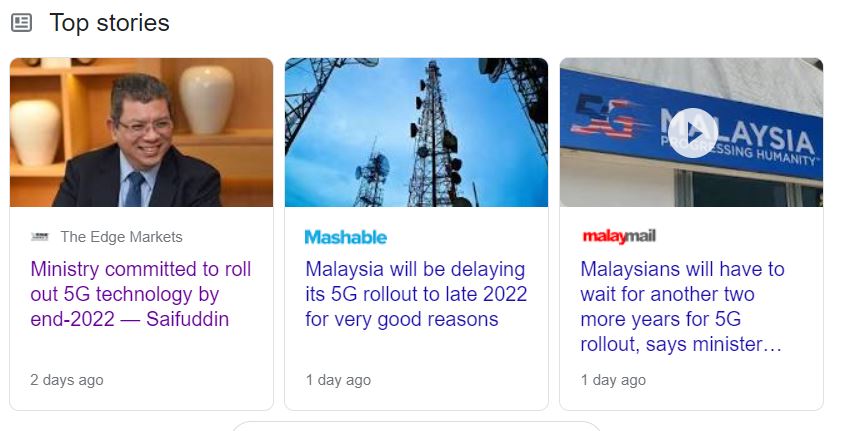 Top stories
5G MALAYSIA
PROGRESSING HUMANITY™
The Edge Markets
Ministry committed to roll
out 5G technology by
end-2022 — Saifuddin
2 days ago
Mashable
Malaysia will be delaying
its 5G rollout to late 2022
for very good reasons
1 day ago
malaymail
Malaysians will have to
wait for another two
more years for 5G
rollout, says minister…
1 day ago